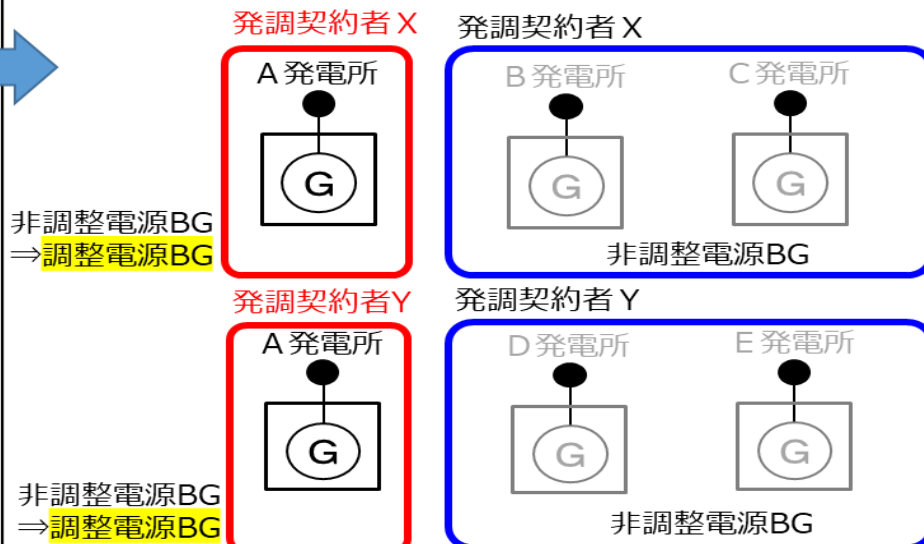 発調契約者X 発調契約者X
A発電所 B発電所 C発電所
G G G
非調整電源BG
⇒調整電源BG 非調整電源BG
発調契約者Y 発調契約者Y
A発電所 D発電所 E発電所
G G G
非調整電源BG
⇒調整電源BG 非調整電源BG